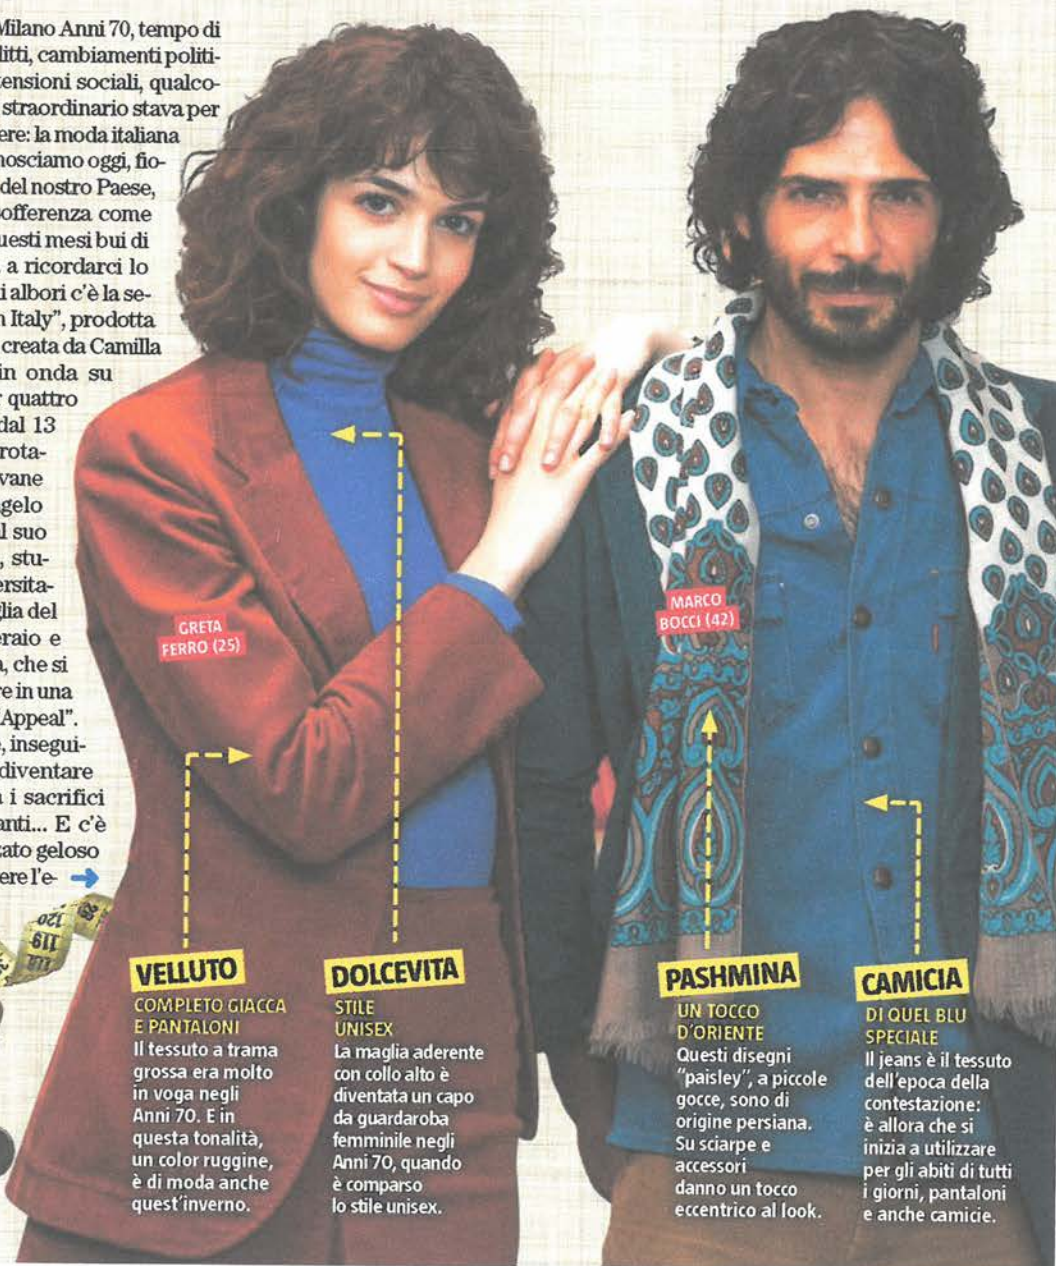 Milano Anni 70, tempo di
litti, cambiamenti politi-
tensioni sociali, qualco-
straordinario stava per
ere: la moda italiana
nosciamo oggi, fio-
del nostro Paese,
offerenza come
uesti mesi bui di
a ricordarci lo
i albori c'è la se-
n Italy", prodotta
creata da Camilla
in onda su
r quattro
dal 13
rota-
vane
gelo
l suo
, stu-
ersita-
glia del
eraio e
a, che si
re in una
Appeal".
e, insegui-
diventare
a i sacrifici
anti... E c'è
zato geloso
ere l'e-
GRETA
FERRO (25)
MARCO
BOCCI (42)
120
119
118
VELLUTO
COMPLETO GIACCA
E PANTALONI
Il tessuto a trama
grossa era molto
in voga negli
Anni 70. E in
questa tonalità,
un color ruggine,
è di moda anche
quest'inverno.
DOLCEVITA
STILE
UNISEX
La maglia aderente
con collo alto è
diventata un capo
da guardaroba
femminile negli
Anni 70, quando
è comparso
lo stile unisex.
PASHMINA
UN TOCCO
D'ORIENTE
Questi disegni
"paisley", a piccole
gocce, sono di
origine persiana.
Su sciarpe e
accessori
danno un tocco
eccentrico al look.
CAMICIA
DI QUEL BLU
SPECIALE
Il jeans è il tessuto
dell'epoca della
contestazione:
è allora che si
inizia a utilizzare
per gli abiti di tutti
i giorni, pantaloni
e anche camicie.